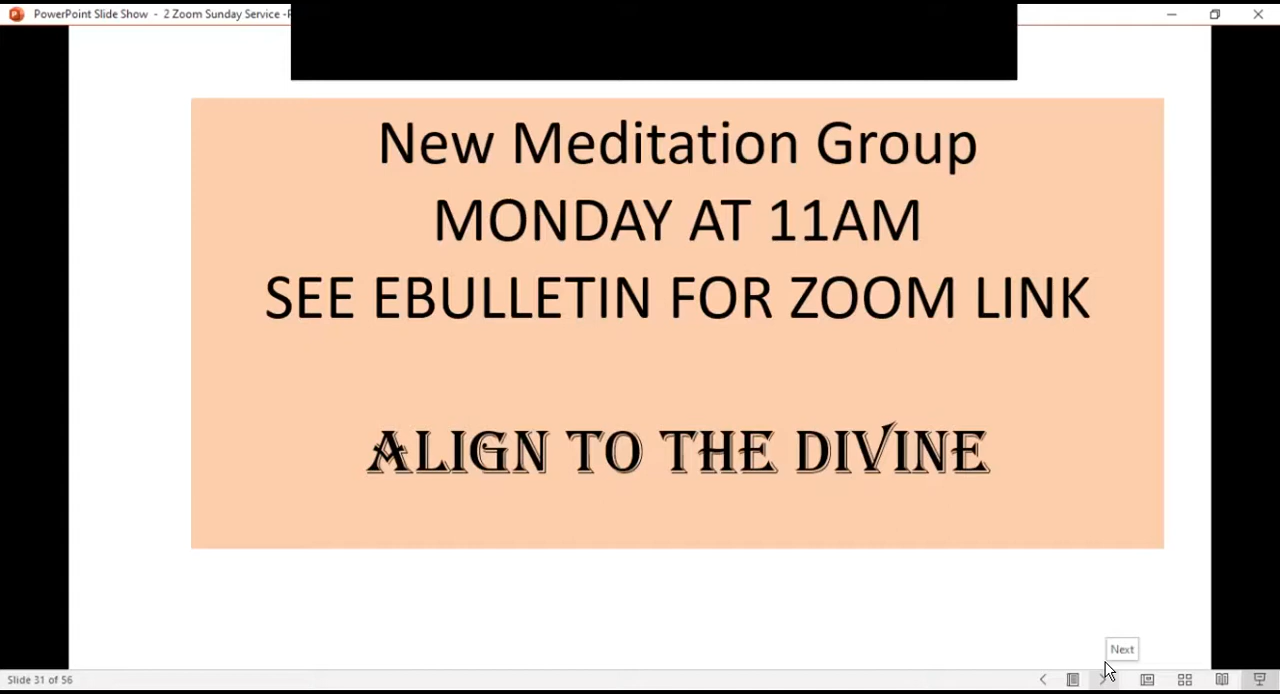 PowerPoint Slide Show - 2 Zoom Sunday Service -
New Meditation Group
MONDAY AT 11AM
SEE EBULLETIN FOR ZOOM LINK
ALIGN TO THE DIVINE
Next
Slide 31 of 56